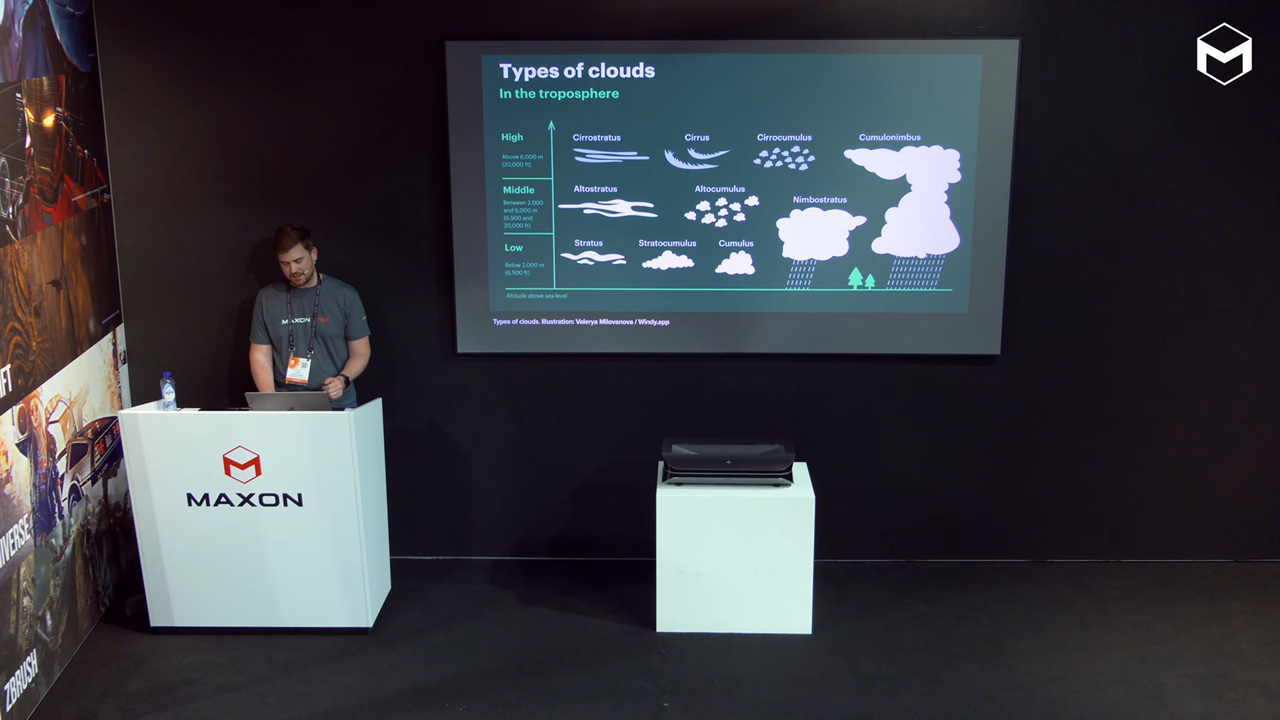 Types of clouds
In the troposphere
High
Above 6,000 m
(20,000 ft)
Cirrostratus
Cirrus
Cirrocumulus
Cumulonimbus
Middle
Between 2,000
and 6,000 m
(6,500 and
20,000 ft)
Altostratus
Altocumulus
Nimbostratus
Low
Below 2,000 m
(6,500 ft)
Stratus
Stratocumulus
Cumulus
Altitude above sea level
Types of clouds. Illustration: Valerya Milovanova / Windy.app
MAXON
MAXON
ZBRUSH